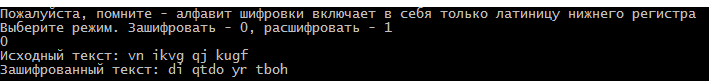 Пожалуйста, помните - алфавит шифровки включает в себя только латиницу нижнего регистра
Выберите режим. Зашифровать - 0, расшифровать - 1
0
Исходный текст: vn ikvg qj kugf
Зашифрованный текст: di qtdo yr tboh